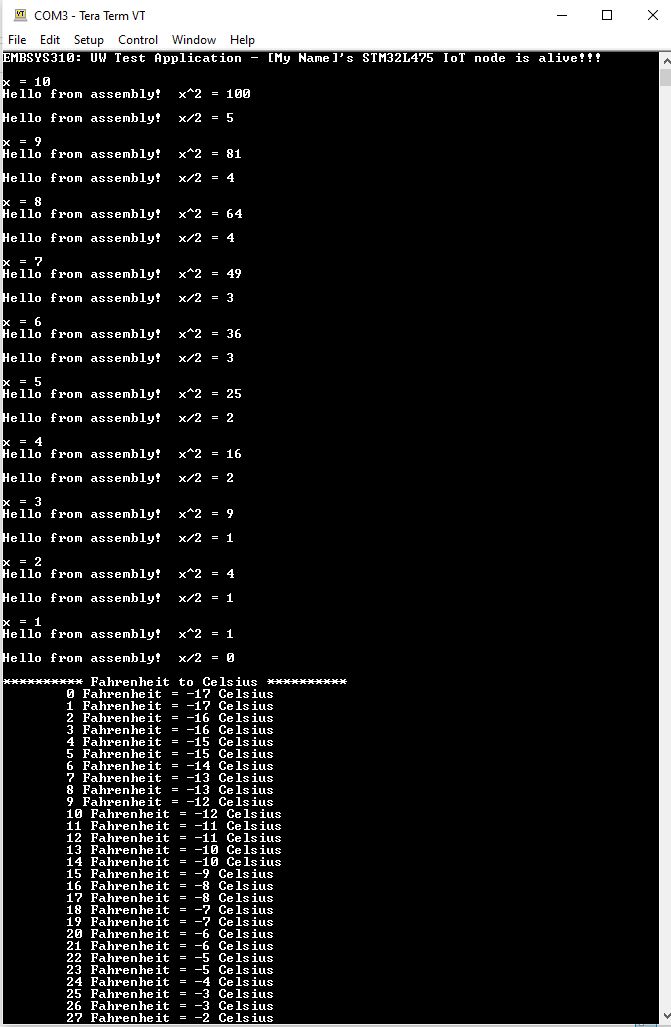 COM3 - Tera Term VT
File Edit Setup Control Window Help
EMBSYS310: UW Test Application - [My Name]'s STM32L475 IoT node is alive!!!
x = 10
Hello from assembly!  x^2 = 100
Hello from assembly!  x/2 = 5
x = 9
Hello from assembly!  x^2 = 81
Hello from assembly!  x/2 = 4
x = 8
Hello from assembly!  x^2 = 64
Hello from assembly!  x/2 = 4
x = 7
Hello from assembly!  x^2 = 49
Hello from assembly!  x/2 = 3
x = 6
Hello from assembly!  x^2 = 36
Hello from assembly!  x/2 = 3
x = 5
Hello from assembly!  x^2 = 25
Hello from assembly!  x/2 = 2
x = 4
Hello from assembly!  x^2 = 16
Hello from assembly!  x/2 = 2
x = 3
Hello from assembly!  x^2 = 9
Hello from assembly!  x/2 = 1
x = 2
Hello from assembly!  x^2 = 4
Hello from assembly!  x/2 = 1
x = 1
Hello from assembly!  x^2 = 1
Hello from assembly!  x/2 = 0
********** Fahrenheit to Celsius **********
0 Fahrenheit = -17 Celsius
1 Fahrenheit = -17 Celsius
2 Fahrenheit = -16 Celsius
3 Fahrenheit = -16 Celsius
4 Fahrenheit = -15 Celsius
5 Fahrenheit = -15 Celsius
6 Fahrenheit = -14 Celsius
7 Fahrenheit = -13 Celsius
8 Fahrenheit = -13 Celsius
9 Fahrenheit = -12 Celsius
10 Fahrenheit = -12 Celsius
11 Fahrenheit = -11 Celsius
12 Fahrenheit = -11 Celsius
13 Fahrenheit = -10 Celsius
14 Fahrenheit = -10 Celsius
15 Fahrenheit = -9 Celsius
16 Fahrenheit = -8 Celsius
17 Fahrenheit = -8 Celsius
18 Fahrenheit = -7 Celsius
19 Fahrenheit = -7 Celsius
20 Fahrenheit = -6 Celsius
21 Fahrenheit = -6 Celsius
22 Fahrenheit = -5 Celsius
23 Fahrenheit = -5 Celsius
24 Fahrenheit = -4 Celsius
25 Fahrenheit = -3 Celsius
26 Fahrenheit = -3 Celsius
27 Fahrenheit = -2 Celsius